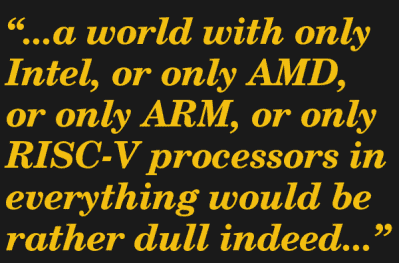 “...a world with only
Intel, or only AMD,
or only ARM, or only
RISC-V processors in
everything would be
rather dull indeed...”